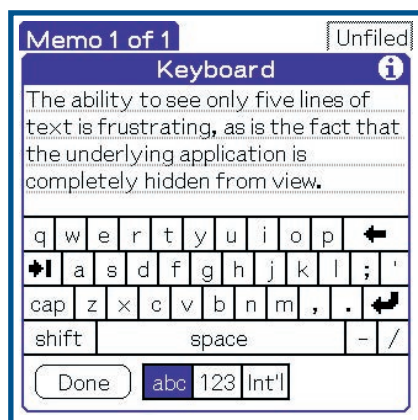 Memo 1 of 1 Unfiled
Keyboard i
The ability to see only five lines of
text is frustrating, as is the fact that
the underlying application is
completely hidden from view.
q w e r t y u i o p
a s d f g h j k l ; '
cap z x c v b n m , .
shift space - /
Done abc 123 Int'l